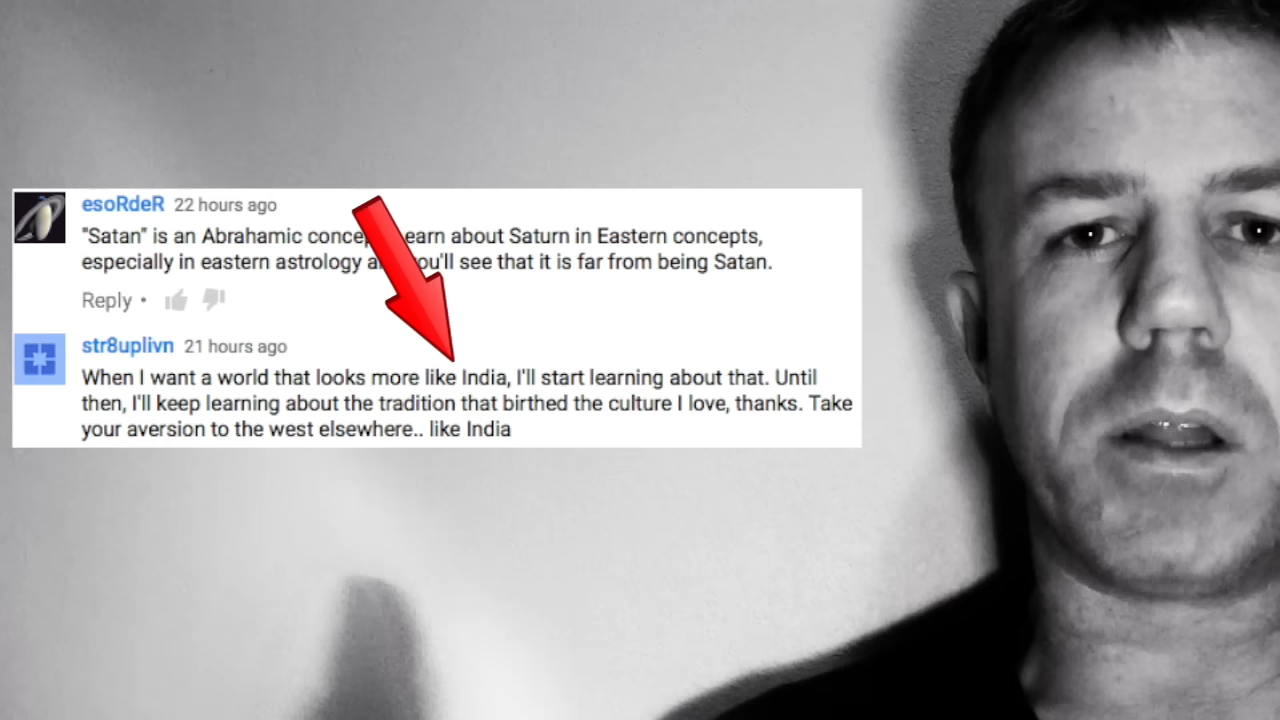 esoRdeR 22 hours ago
"Satan" is an Abrahamic earn about Saturn in Eastern concepts,
especially in eastern astrology ou'll see that it is far from being Satan.
Reply •
str8uplivn 21 hours ago
When I want a world that looks more like India, I'll start learning about that. Until
then, I'll keep learning about the tradition that birthed the culture I love, thanks. Take
your aversion to the west elsewhere.. like India